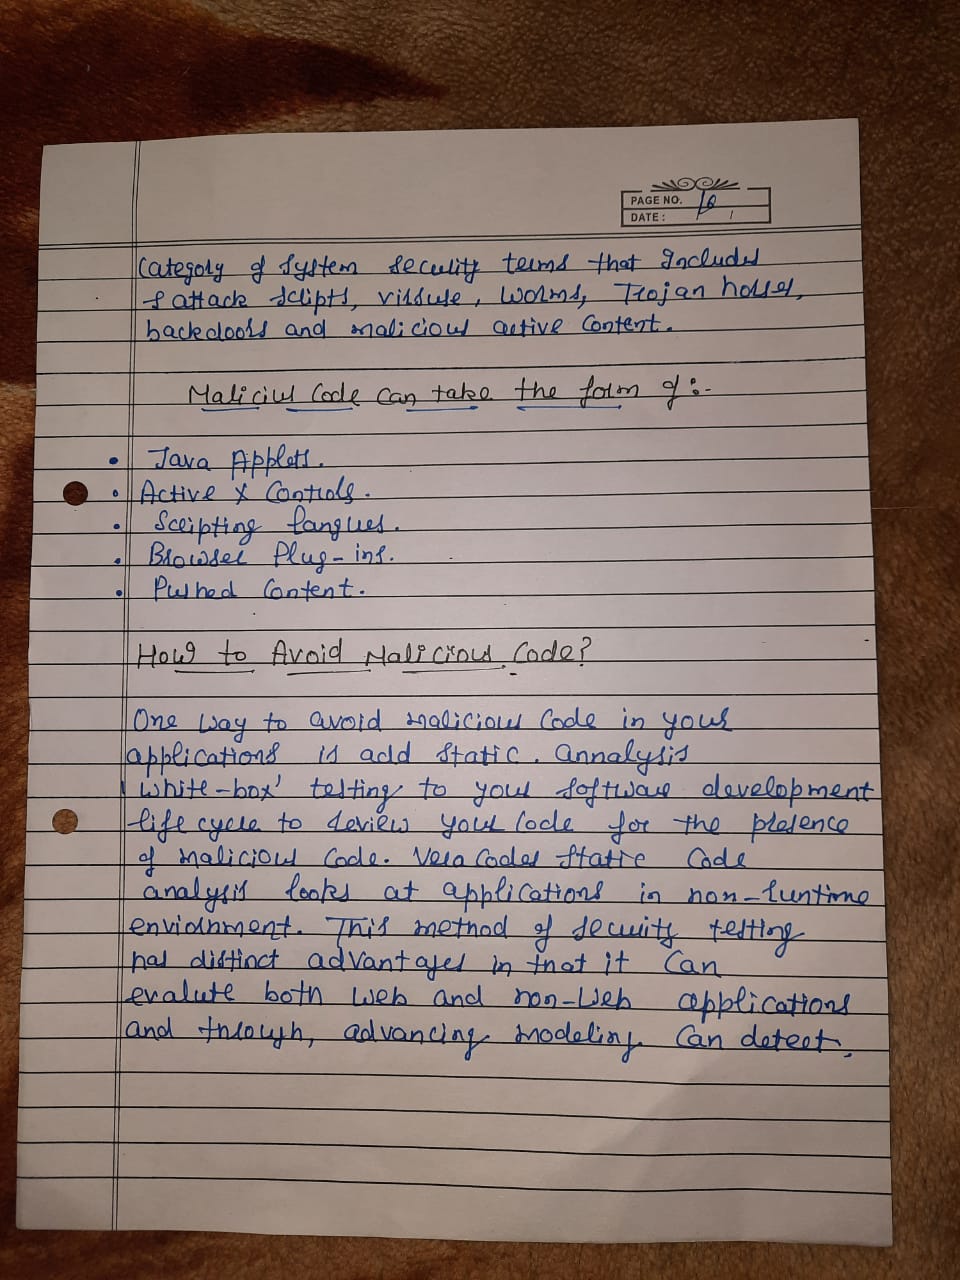 PAGE NO. 10
DATE: / /
Category of System Security terms that Includes
s attack scripts, virsuse, Worms, Trojan horses,
backdoors and malicious active Content.
Malicius Code Can take the form of :-
• Java Applets.
• Active X Controls.
• Scripting langues.
• Browser Plug-ins.
• Pushed Content.
How to Avoid Malicious Code?
One way to avoid malicious Code in your
applications is add Static. Annalysis
'white-box' testing to your software development
life cycle to review your Code for the presence
of malicious Code. Vera Codes Static Code
analysis looks at applications in non-runtime
enviornment. This method of security testing
has distinct advantages in that it Can
evalute both web and non-Web applications
and through, advancing modeling. Can detect.